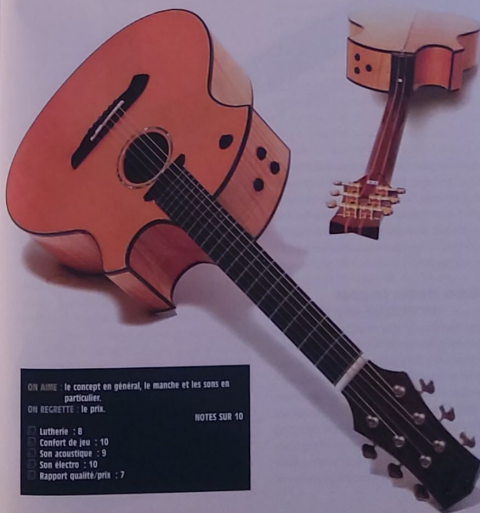 ON AIME : le concept en général, le manche et les sons en
particulier.
ON REGRETTE : le prix.
NOTES SUR 10
Lutherie : 8
Confort de jeu : 10
Son acoustique : 9
Son électro : 10
Rapport qualité/prix : 7